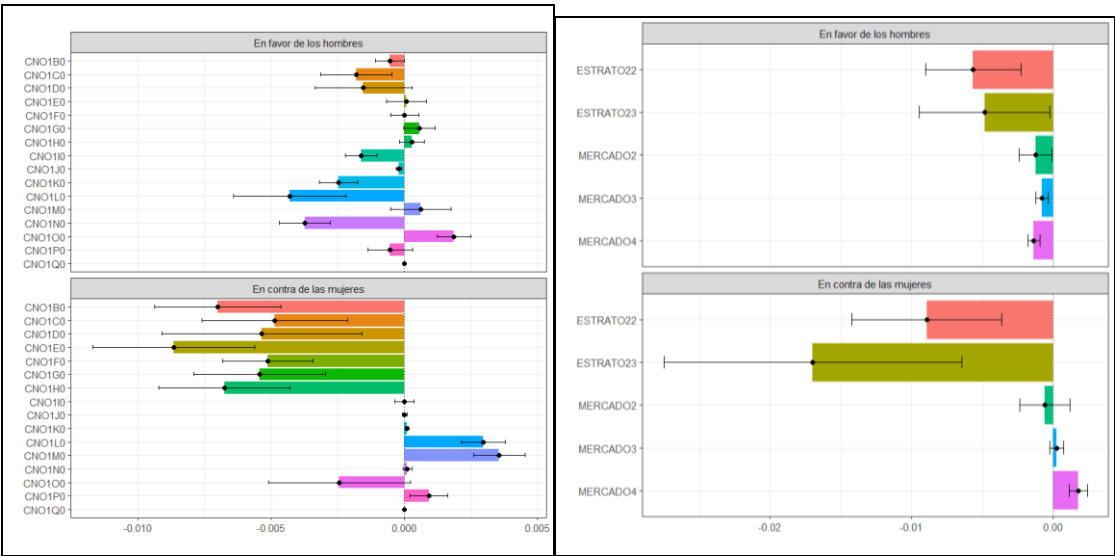 En favor de los hombres
CNO1B0
CNO1C0
CNO1D0
CNO1E0
CNO1F0
CNO1G0
CNO1H0
CNO1I0
CNO1J0
CNO1K0
CNO1L0
CNO1M0
CNO1N0
CNO1O0
CNO1P0
CNO1Q0
En contra de las mujeres
CNO1B0
CNO1C0
CNO1D0
CNO1E0
CNO1F0
CNO1G0
CNO1H0
CNO1I0
CNO1J0
CNO1K0
CNO1L0
CNO1M0
CNO1N0
CNO1O0
CNO1P0
CNO1Q0
-0.010 -0.005 0.000 0.005
En favor de los hombres
ESTRATO22
ESTRATO23
MERCADO2
MERCADO3
MERCADO4
En contra de las mujeres
ESTRATO22
ESTRATO23
MERCADO2
MERCADO3
MERCADO4
-0.02 -0.01 0.00